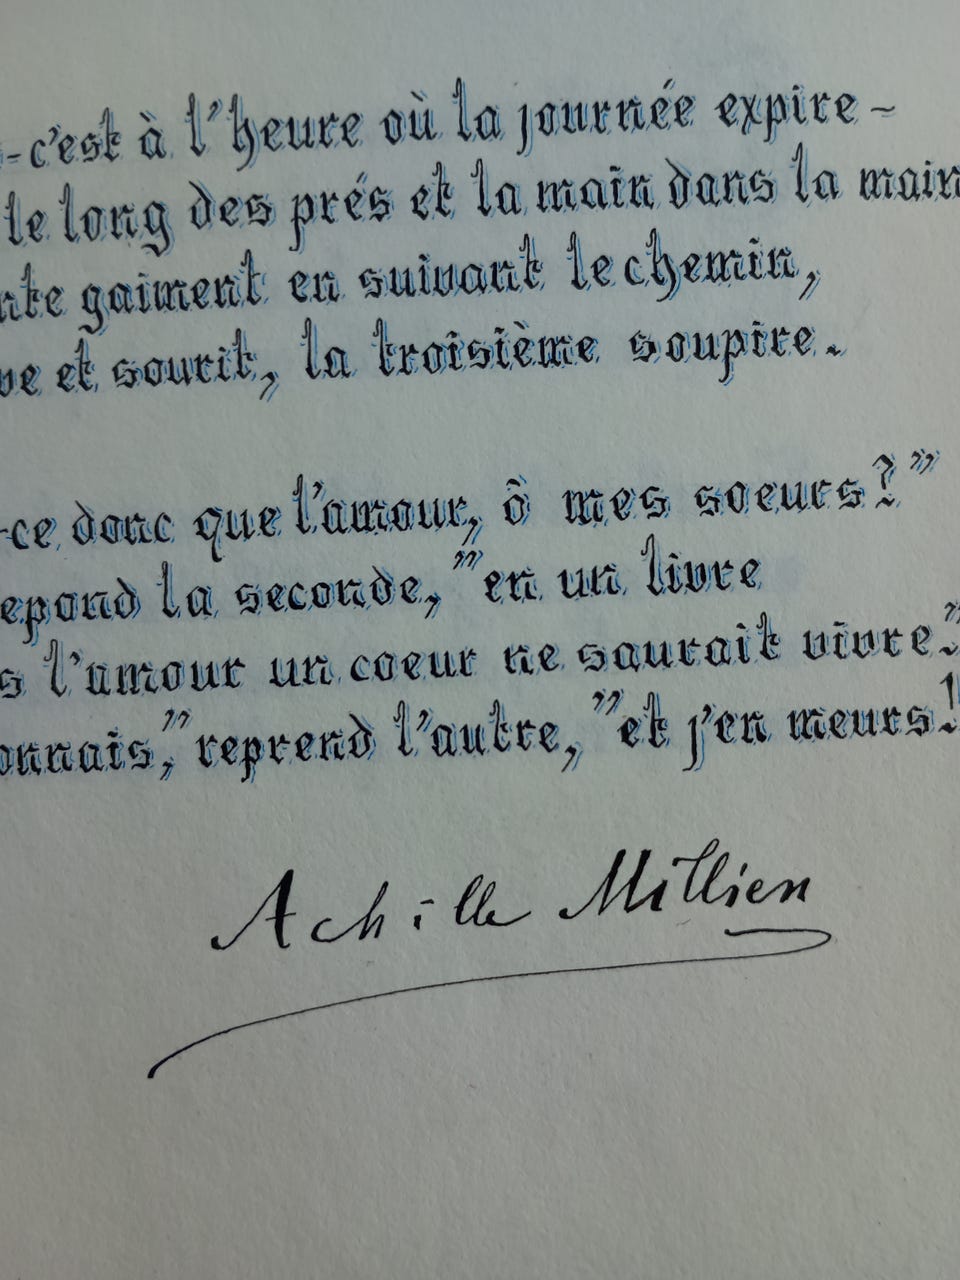 -c'est à l'heure où la journée expire-
le long des prés et la main dans la main
nte gaiment en suivant le chemin,
ve et sourit, la troisième soupire.
-ce donc que l'amour, ô mes soeurs?"
epond la seconde, "en un livre
s l'amour un coeur ne saurait vivre."
onnais," reprend l'autre, "et j'en meurs!
Achille Millien